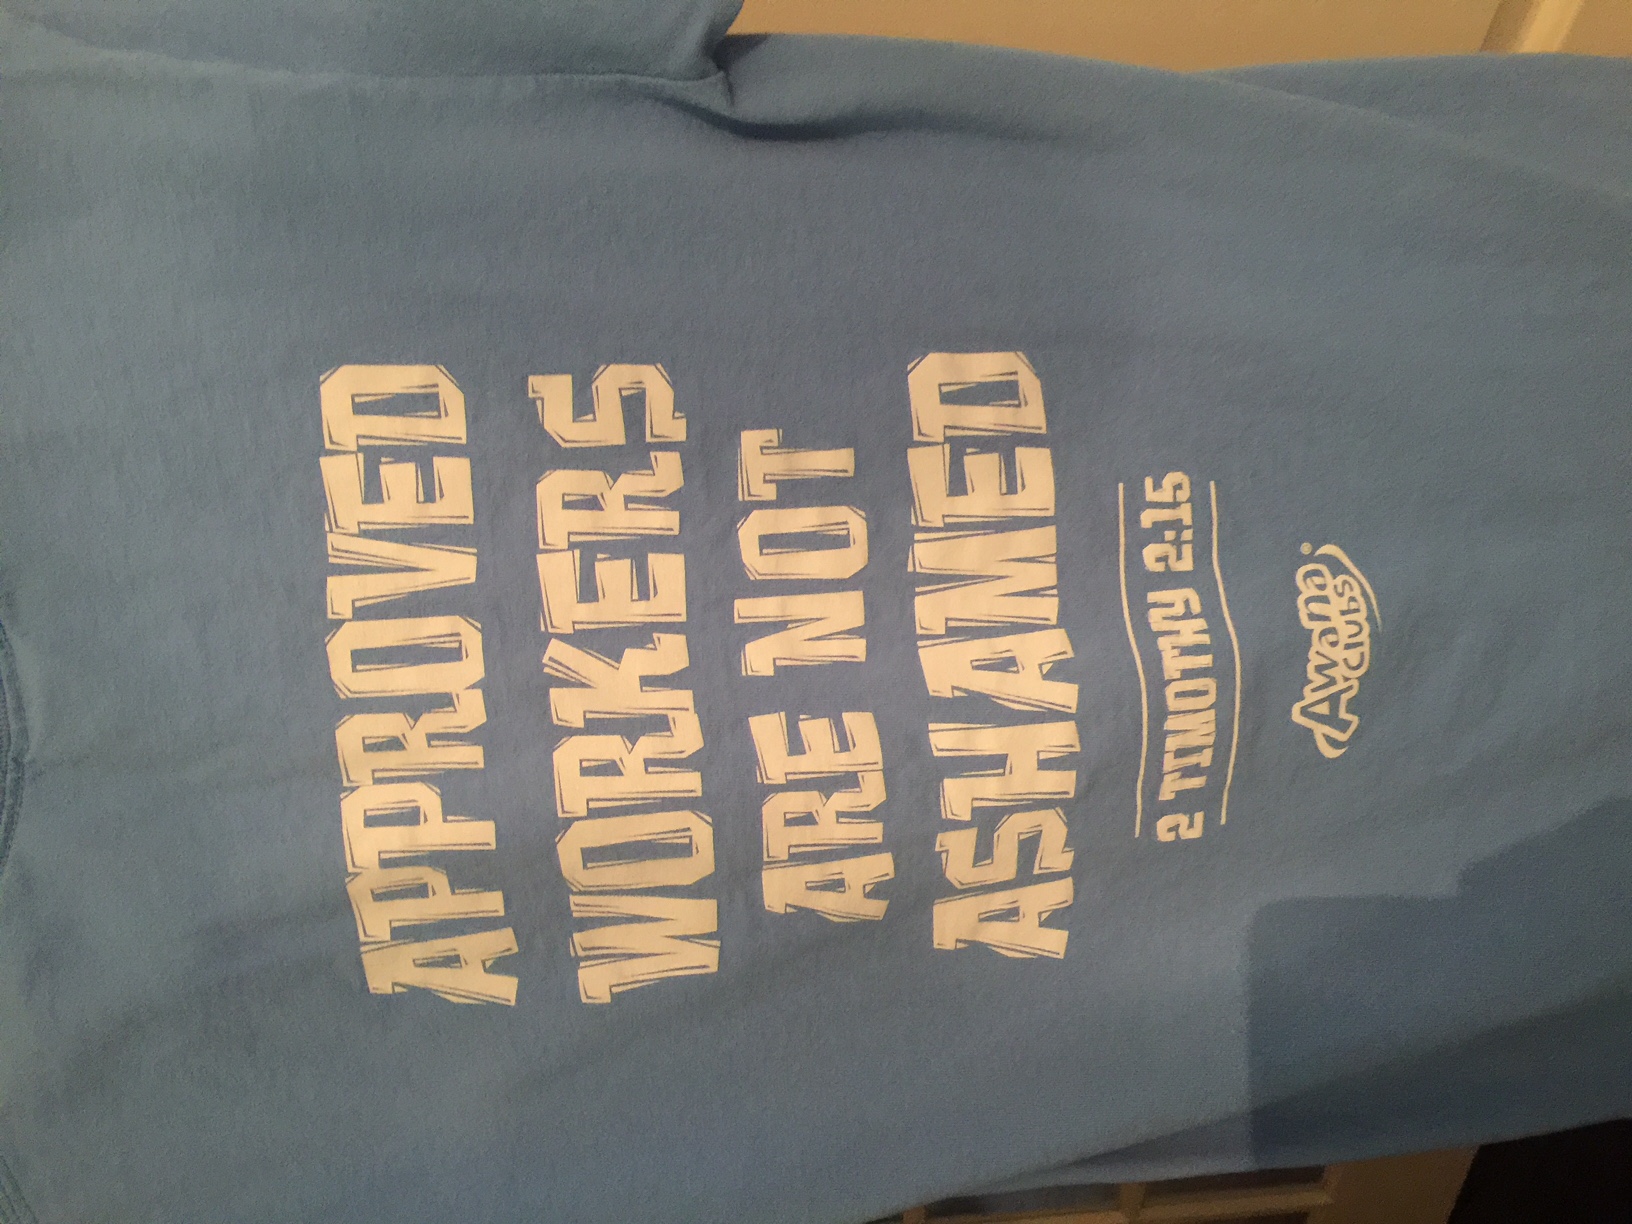 APPROVED
WORKERS
ARE NOT
ASHAMED
2 TIMOTHY 2:15
Awana®
Clubs